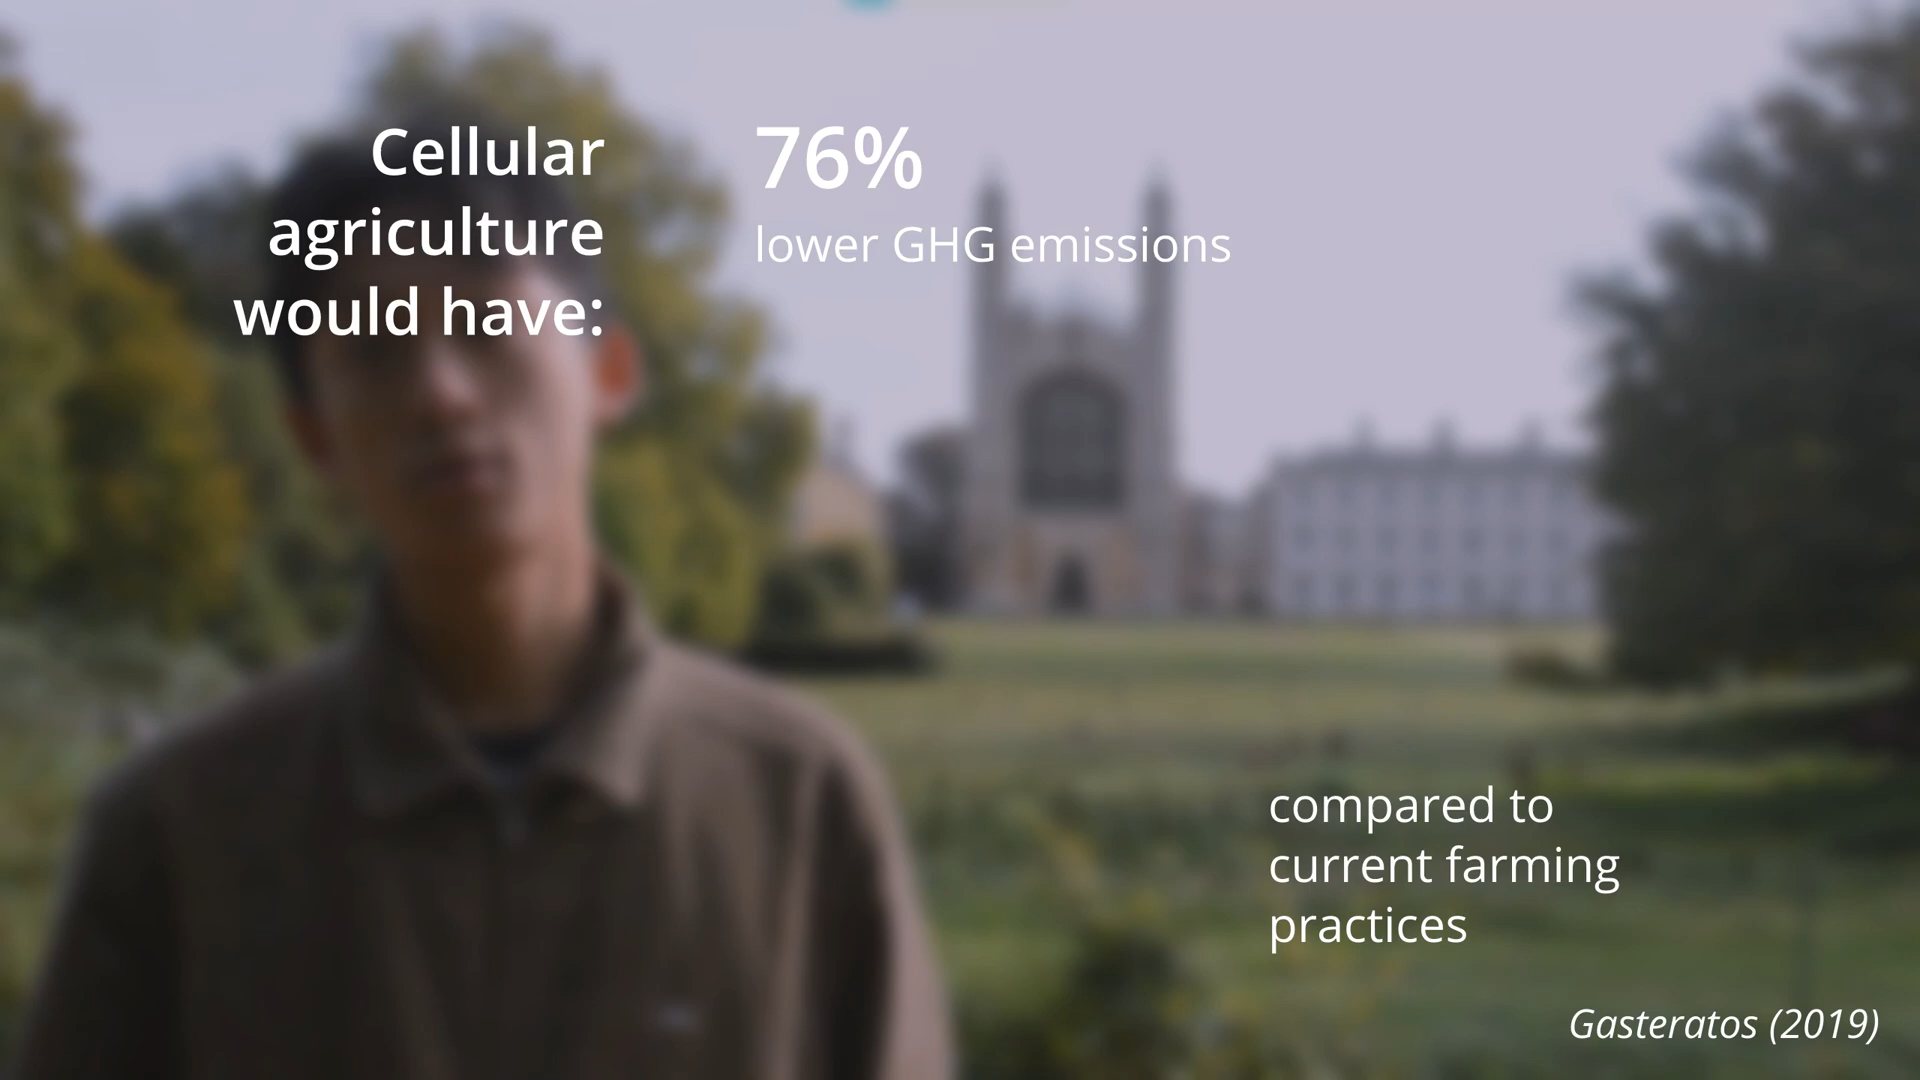 Cellular
agriculture
would have:
76%
lower GHG emissions
compared to
current farming
practices
Gasteratos (2019)